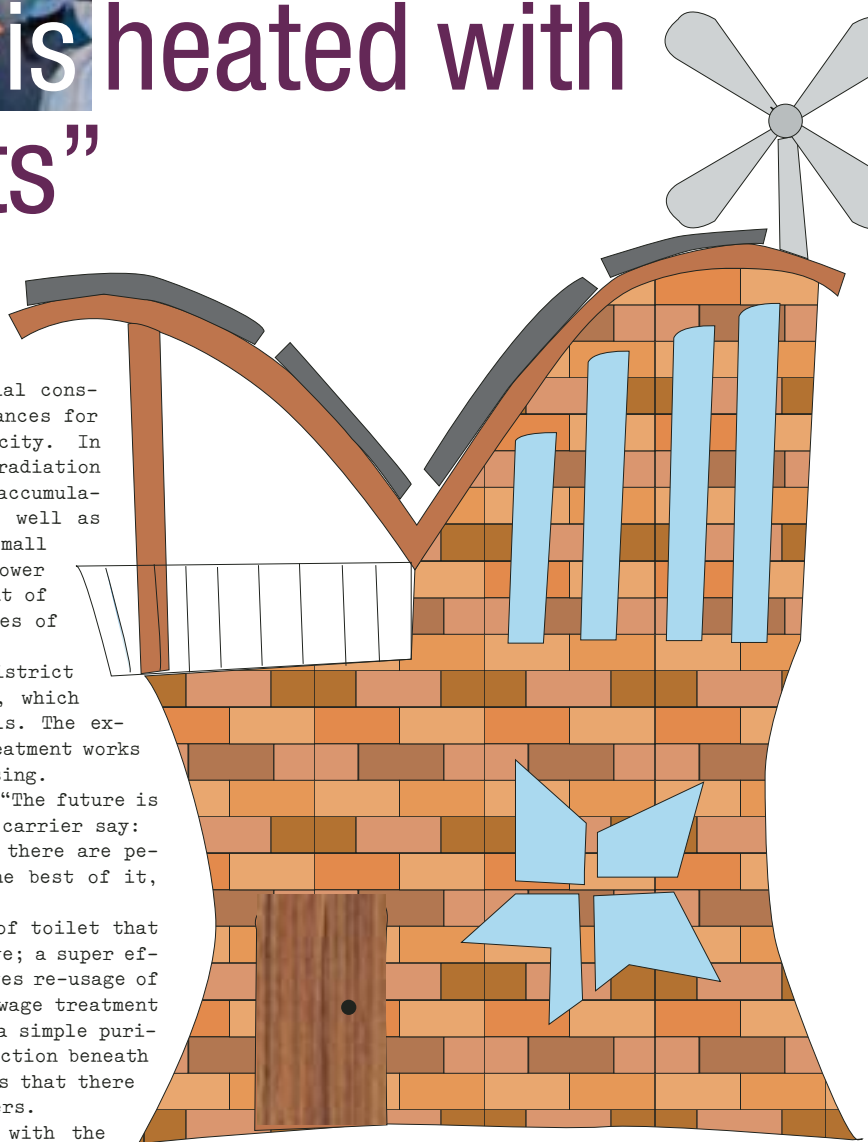 is heated with
ts”
ial cons-
ances for
city. In
radiation
accumula-
well as
mall
ower
t of
es of
istrict
, which
ls. The ex-
eatment works
sing.
“The future is
carrier say:
there are pe-
he best of it,
of toilet that
ve; a super ef-
es re-usage of
wage treatment
a simple puri-
ction beneath
s that there
ers.
with the